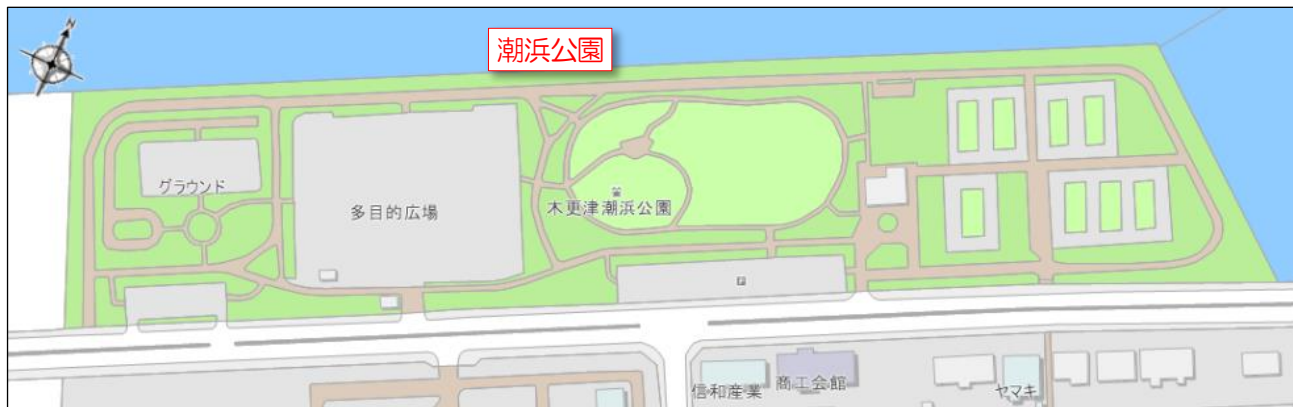 N
潮浜公園
グラウンド
多目的広場
木更津潮浜公園
P
信和産業
商工会館
ヤマキ